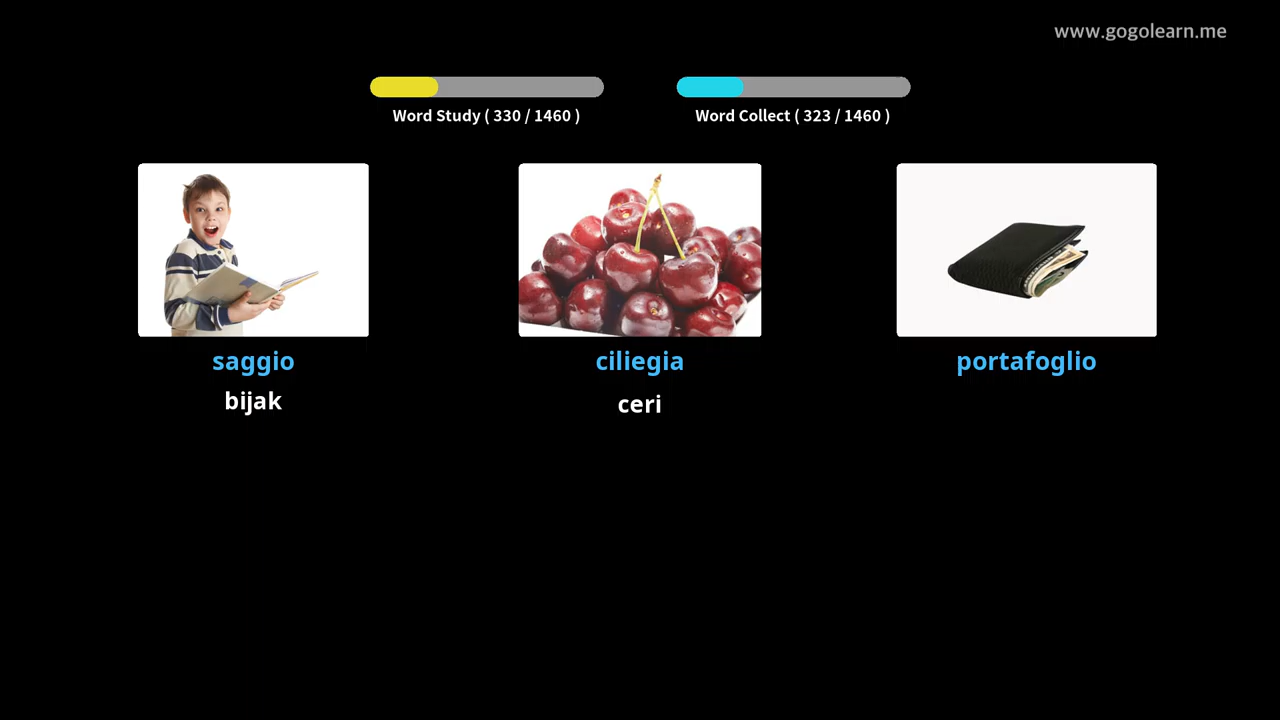 www.gogolearn.me
Word Study ( 330 / 1460 )
Word Collect ( 323 / 1460 )
saggio
bijak
ciliegia
ceri
portafoglio